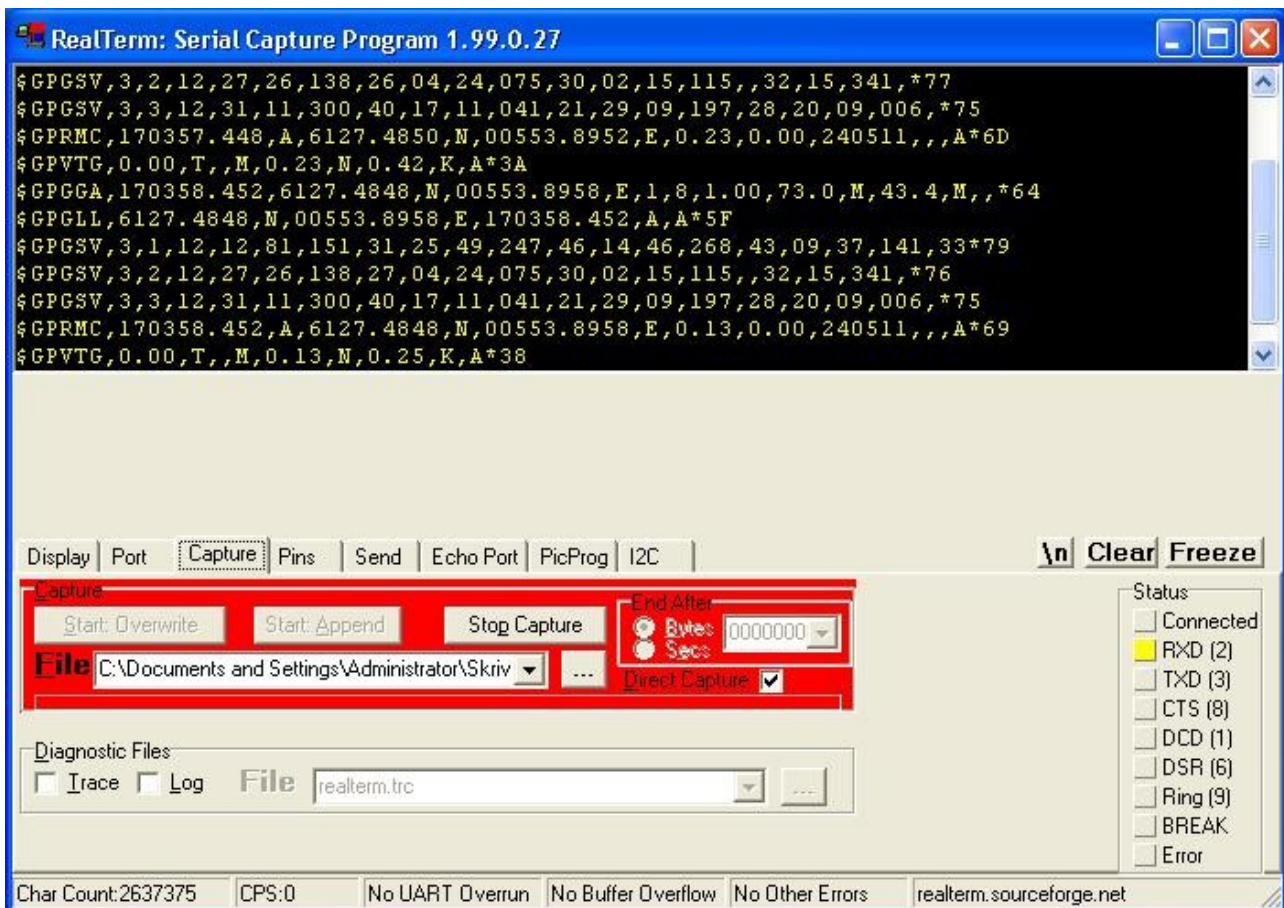 RealTerm: Serial Capture Program 1.99.0.27
$GPGSV,3,2,12,27,26,138,26,04,24,075,30,02,15,115,,32,15,341,*77
$GPGSV,3,3,12,31,11,300,40,17,11,041,21,29,09,197,28,20,09,006,*75
$GPRMC,170357.448,A,6127.4850,N,00553.8952,E,0.23,0.00,240511,,,A*6D
$GPVTG,0.00,T,,M,0.23,N,0.42,K,A*3A
$GPGGA,170358.452,6127.4848,N,00553.8958,E,1,8,1.00,73.0,M,43.4,M,,*64
$GPGLL,6127.4848,N,00553.8958,E,170358.452,A,A*5F
$GPGSV,3,1,12,12,81,151,31,25,49,247,46,14,46,268,43,09,37,141,33*79
$GPGSV,3,2,12,27,26,138,27,04,24,075,30,02,15,115,,32,15,341,*76
$GPGSV,3,3,12,31,11,300,40,17,11,041,21,29,09,197,28,20,09,006,*75
$GPRMC,170358.452,A,6127.4848,N,00553.8958,E,0.13,0.00,240511,,,A*69
$GPVTG,0.00,T,,M,0.13,N,0.25,K,A*38
Display Port Capture Pins Send Echo Port PicProg I2C \n Clear Freeze
Capture
Start: Overwrite Start: Append Stop Capture
End After
Bytes 0000000
Secs
File C:\Documents and Settings\Administrator\Skriv ...
Direct Capture
Diagnostic Files
Trace Log File realterm.trc ...
Status
Connected
RXD (2)
TXD (3)
CTS (8)
DCD (1)
DSR (6)
Ring (9)
BREAK
Error
Char Count:2637375 CPS:0 No UART Overrun No Buffer Overflow No Other Errors realterm.sourceforge.net